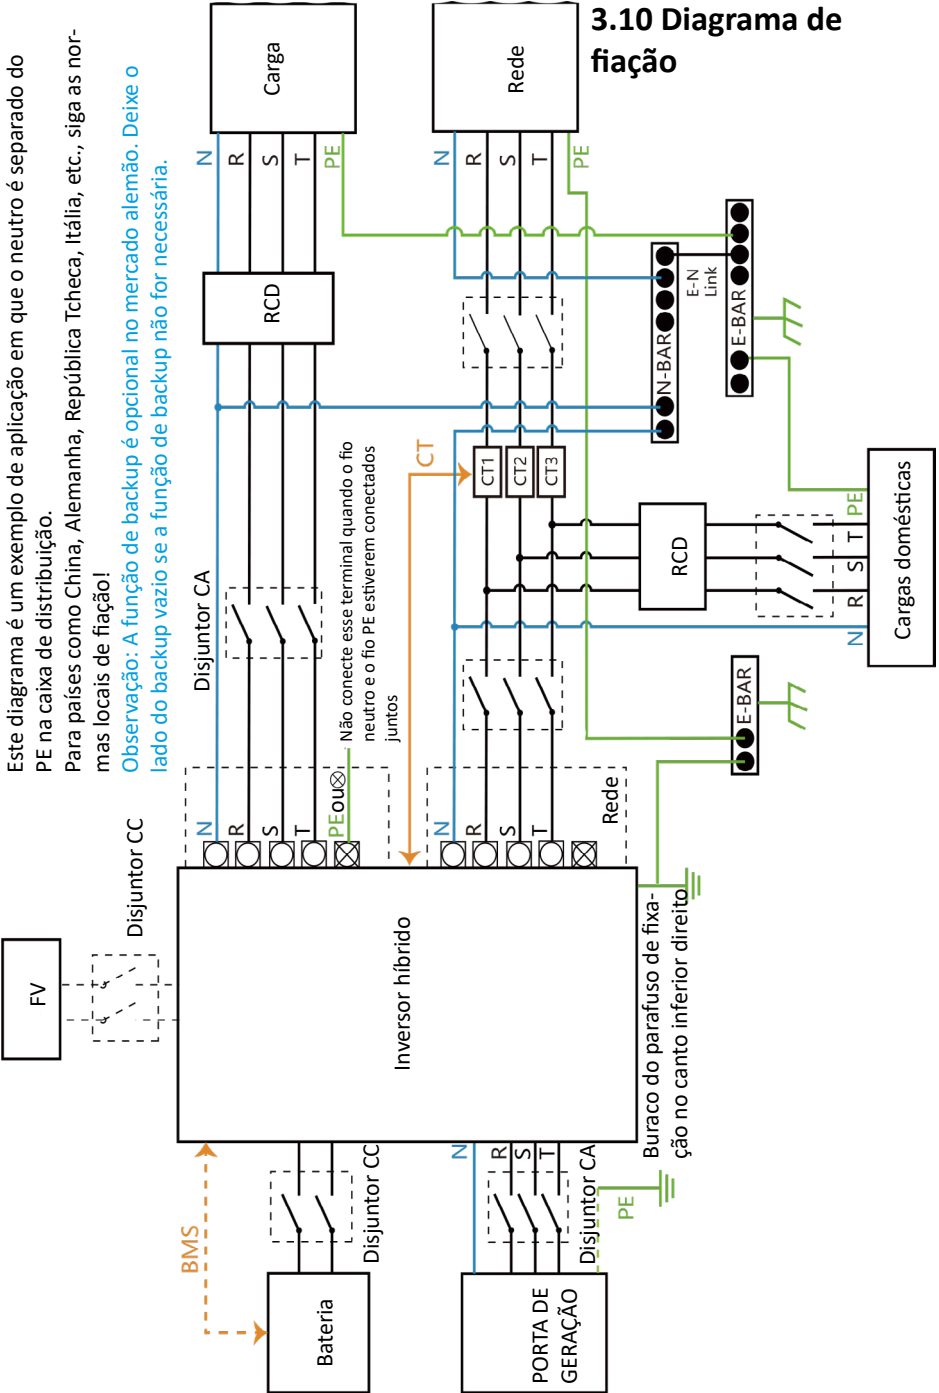 3.10 Diagrama de
fiação
Este diagrama é um exemplo de aplicação em que o neutro é separado do
PE na caixa de distribuição.
Para países como China, Alemanha, República Tcheca, Itália, etc., siga as nor-
mas locais de fiação!
Observação: A função de backup é opcional no mercado alemão. Deixe o
lado do backup vazio se a função de backup não for necessária.
Carga
N
R
S
T
PE
RCD
Disjuntor CA
N
R
S
T
PEou⊗
Não conecte esse terminal quando o fio
neutro e o fio PE estiverem conectados
juntos
Rede
N
R
S
T
PE
E-N
Link
N-BAR
E-BAR
CT
CT1
CT2
CT3
RCD
PE
T
S
R
N
Cargas domésticas
E-BAR
N
R
S
T
Rede
FV
Disjuntor CC
Inversor híbrido
Buraco do parafuso de fixa-
ção no canto inferior direito
BMS
Bateria
Disjuntor CC
N
R
S
T
Disjuntor CA
PE
PORTA DE
GERAÇÃO